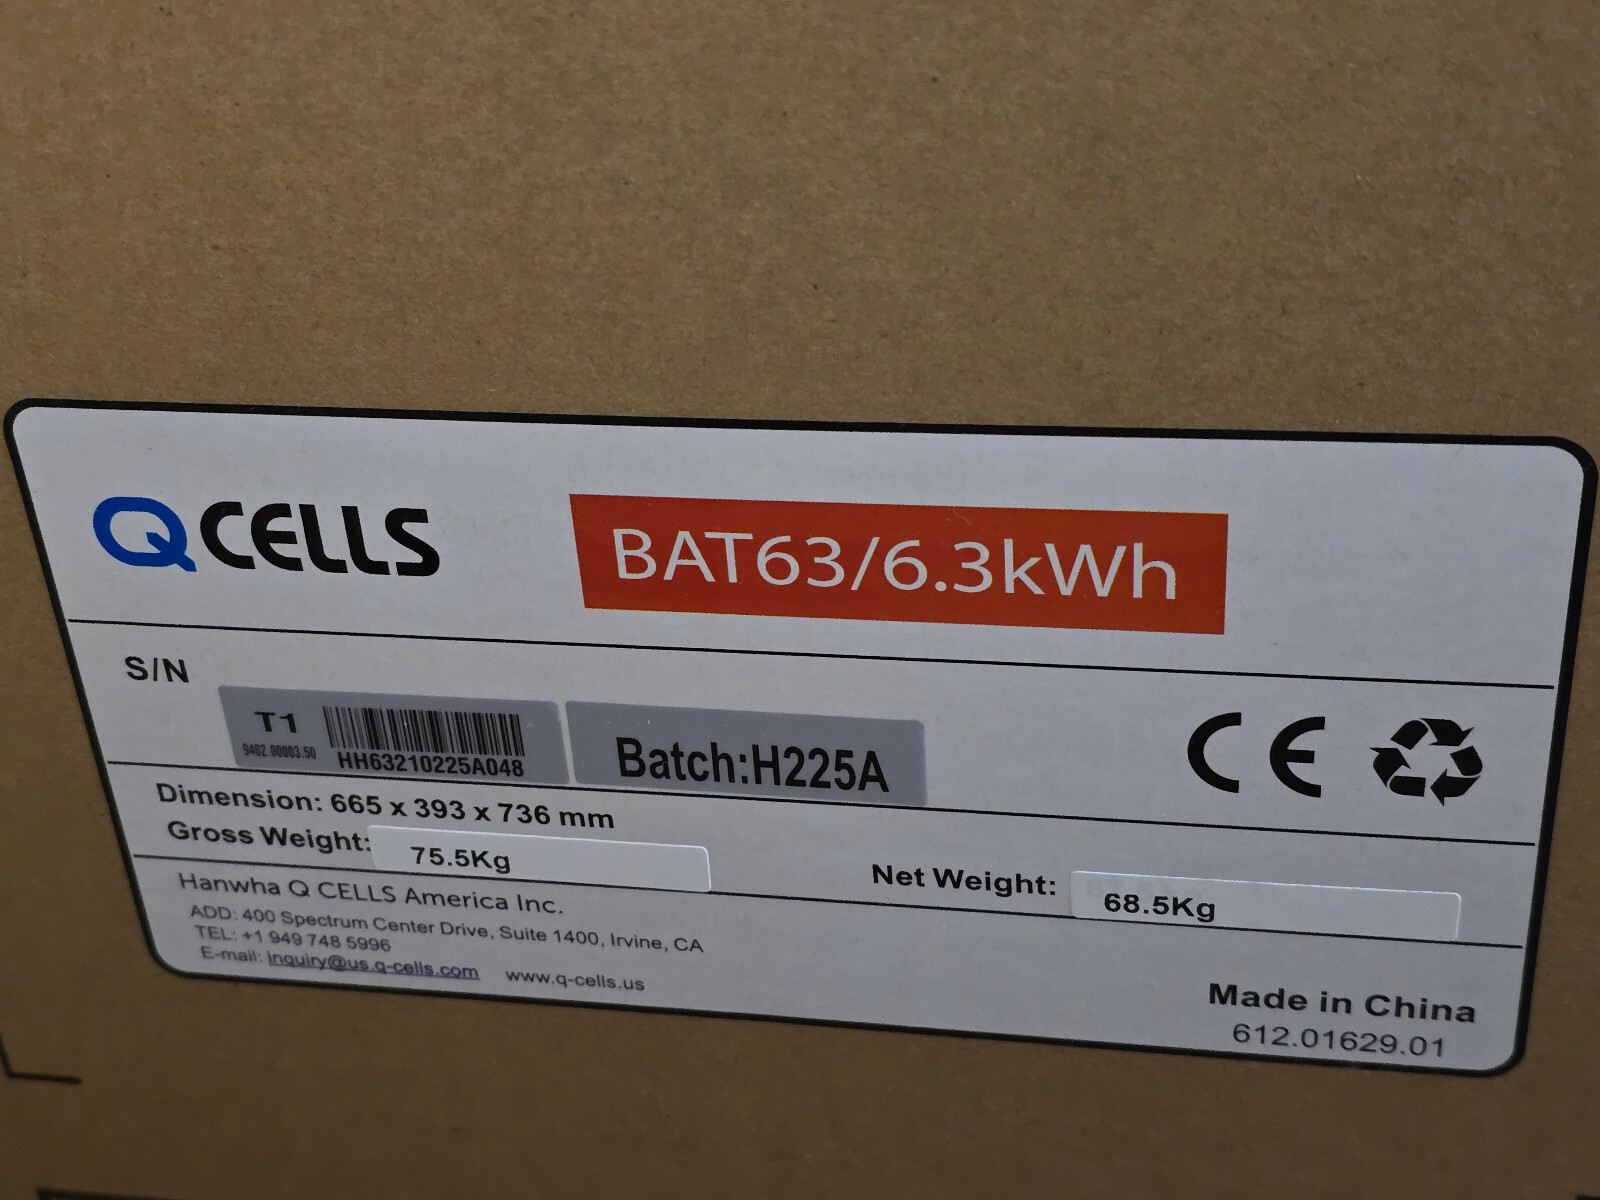 Q CELLS
BAT63/6.3kWh
S/N
T1
9402 00003.50
HH63210225A048
Batch:H225A
CE
Dimension: 665 x 393 x 736 mm
Gross Weight: 75.5Kg
Net Weight: 68.5Kg
Hanwha Q CELLS America Inc.
ADD: 400 Spectrum Center Drive, Suite 1400, Irvine, CA
TEL: +1 949 748 5996
E-mail: inquiry@us.q-cells.com www.q-cells.us
Made in China
612.01629.01